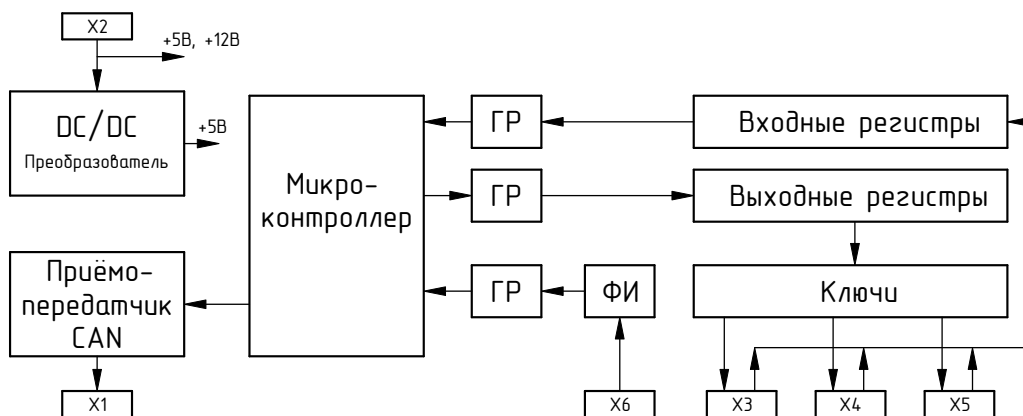 X2
+5В, +12В
DC/DC
Преобразователь
+5В
Микро-
контроллер
ГР
Входные регистры
ГР
Выходные регистры
Приёмо-
передатчик
CAN
ГР
ФИ
Ключи
X1
X6
X3
X4
X5